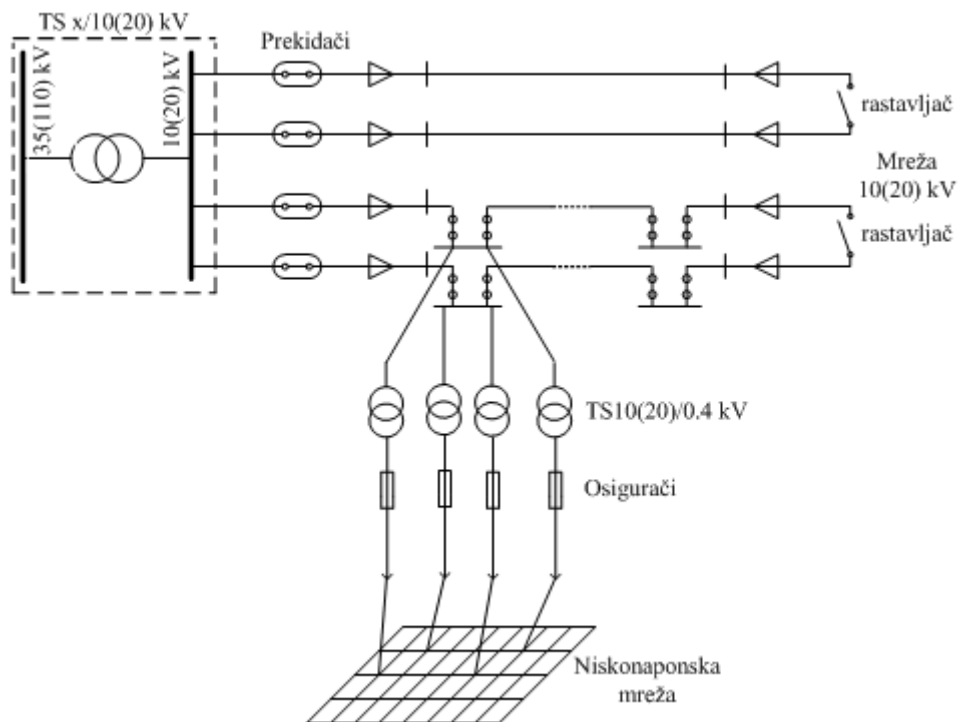 TS x/10(20) kV
35(110) kV
10(20) kV
Prekidači
rastavljač
Mreža
10(20) kV
rastavljač
TS10(20)/0.4 kV
Osigurači
Niskonaponska
mreža